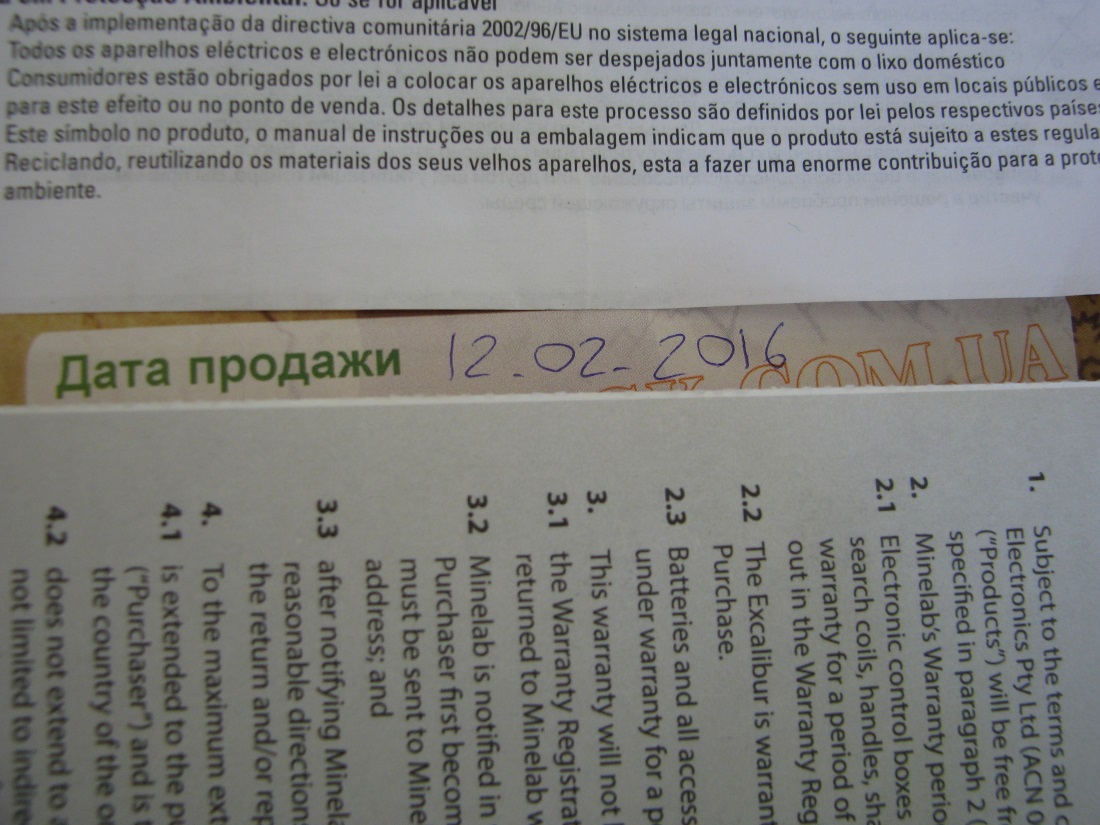 Após a implementação da directiva comunitária 2002/96/EU no sistema legal nacional, o seguinte aplica-se:
Todos os aparelhos eléctricos e electrónicos não podem ser despejados juntamente com o lixo doméstico
Consumidores estão obrigados por lei a colocar os aparelhos eléctricos e electrónicos sem uso em locais públicos
para este efeito ou no ponto de venda. Os detalhes para este processo são definidos por lei pelos respectivos
Este símbolo no produto, o manual de instruções ou a embalagem indicam que o produto está sujeito a estes
Reciclando, reutilizando os materiais dos seus velhos aparelhos, esta a fazer uma enorme contribuição para a
ambiente.
Дата продажи 12.02-2016
COM.UA
1. Subject to the terms and
Electronics Pty Ltd (ACN
("Products") will be free
specified in paragraph 2
2. Minelab's Warranty
2.1 Electronic control boxes
search coils, handles,
warranty for a period of
out in the Warranty
2.2 The Excalibur is
Purchase.
2.3 Batteries and all
under warranty for a
3. This warranty will not
3.1 the Warranty
returned to Minelab
3.2 Minelab is notified in
Purchaser first
must be sent to
address; and
3.3 after notifying
reasonable
the return and/or
4. To the maximum
4.1 is extended to the
("Purchaser") and is
the country of the
4.2 does not extend to
not limited to